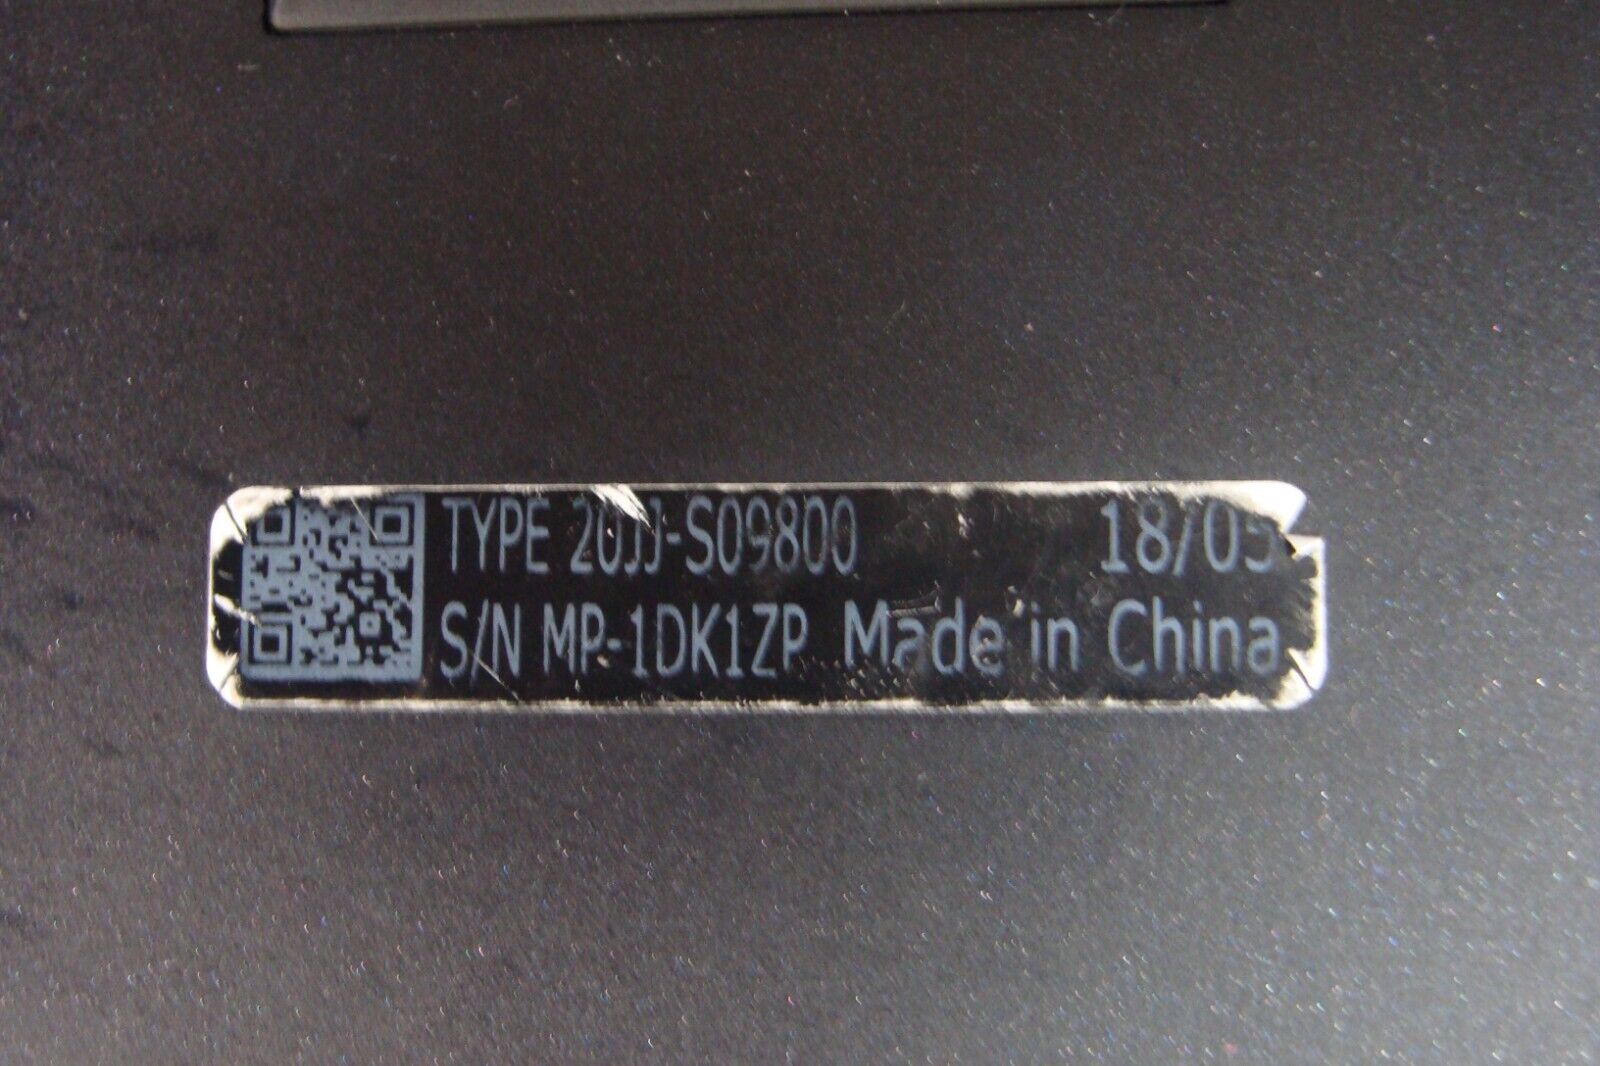 TYPE 20JJ-S09800 18/05
S/N MP-1DK1ZP Made in China